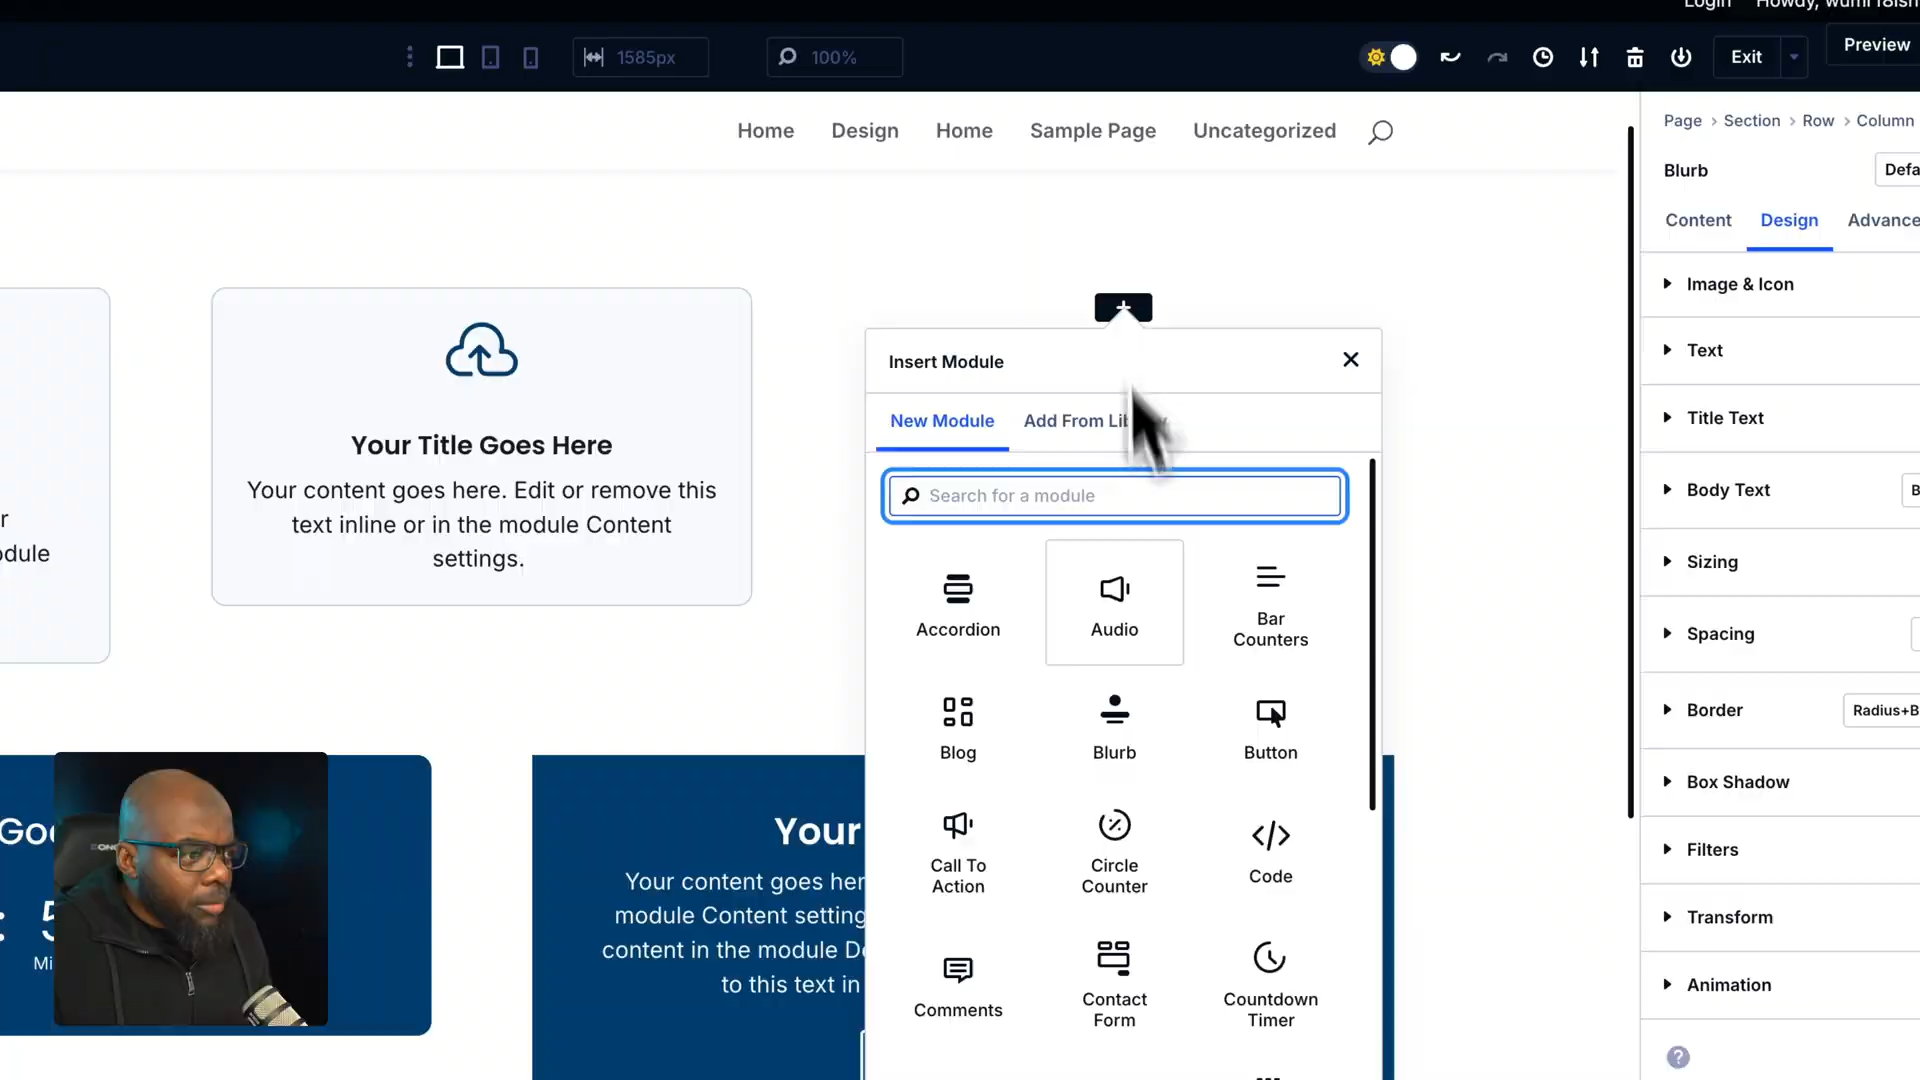 Login
1585px
100%
Exit
Preview
Home
Design
Home
Sample Page
Uncategorized
Page > Section > Row > Column
Blurb
Content
Design
Image & Icon
Text
Title Text
Body Text
Sizing
Spacing
Border
Radius+B
Box Shadow
Filters
Transform
Animation
?
Your Title Goes Here
Your content goes here. Edit or remove this
text inline or in the module Content
settings.
Insert Module
New Module
Add From
Search for a module
Accordion
Audio
Bar
Counters
Blog
Blurb
Button
Call To
Action
Circle
Counter
Code
Comments
Contact
Form
Countdown
Timer
Your
Your content goes
module Content
content in the module
to this text in